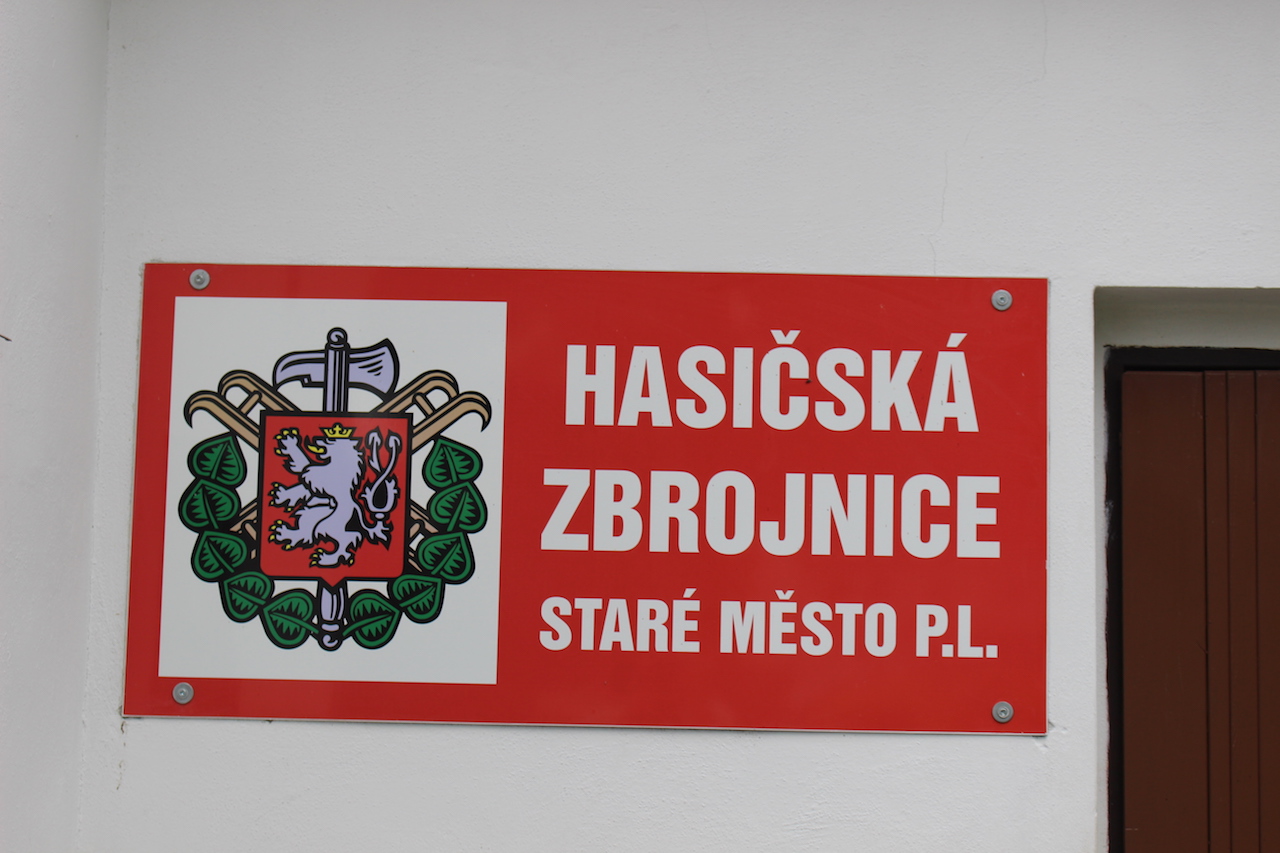 HASIČSKÁ
ZBROJNICE
STARÉ MĚSTO P.L.